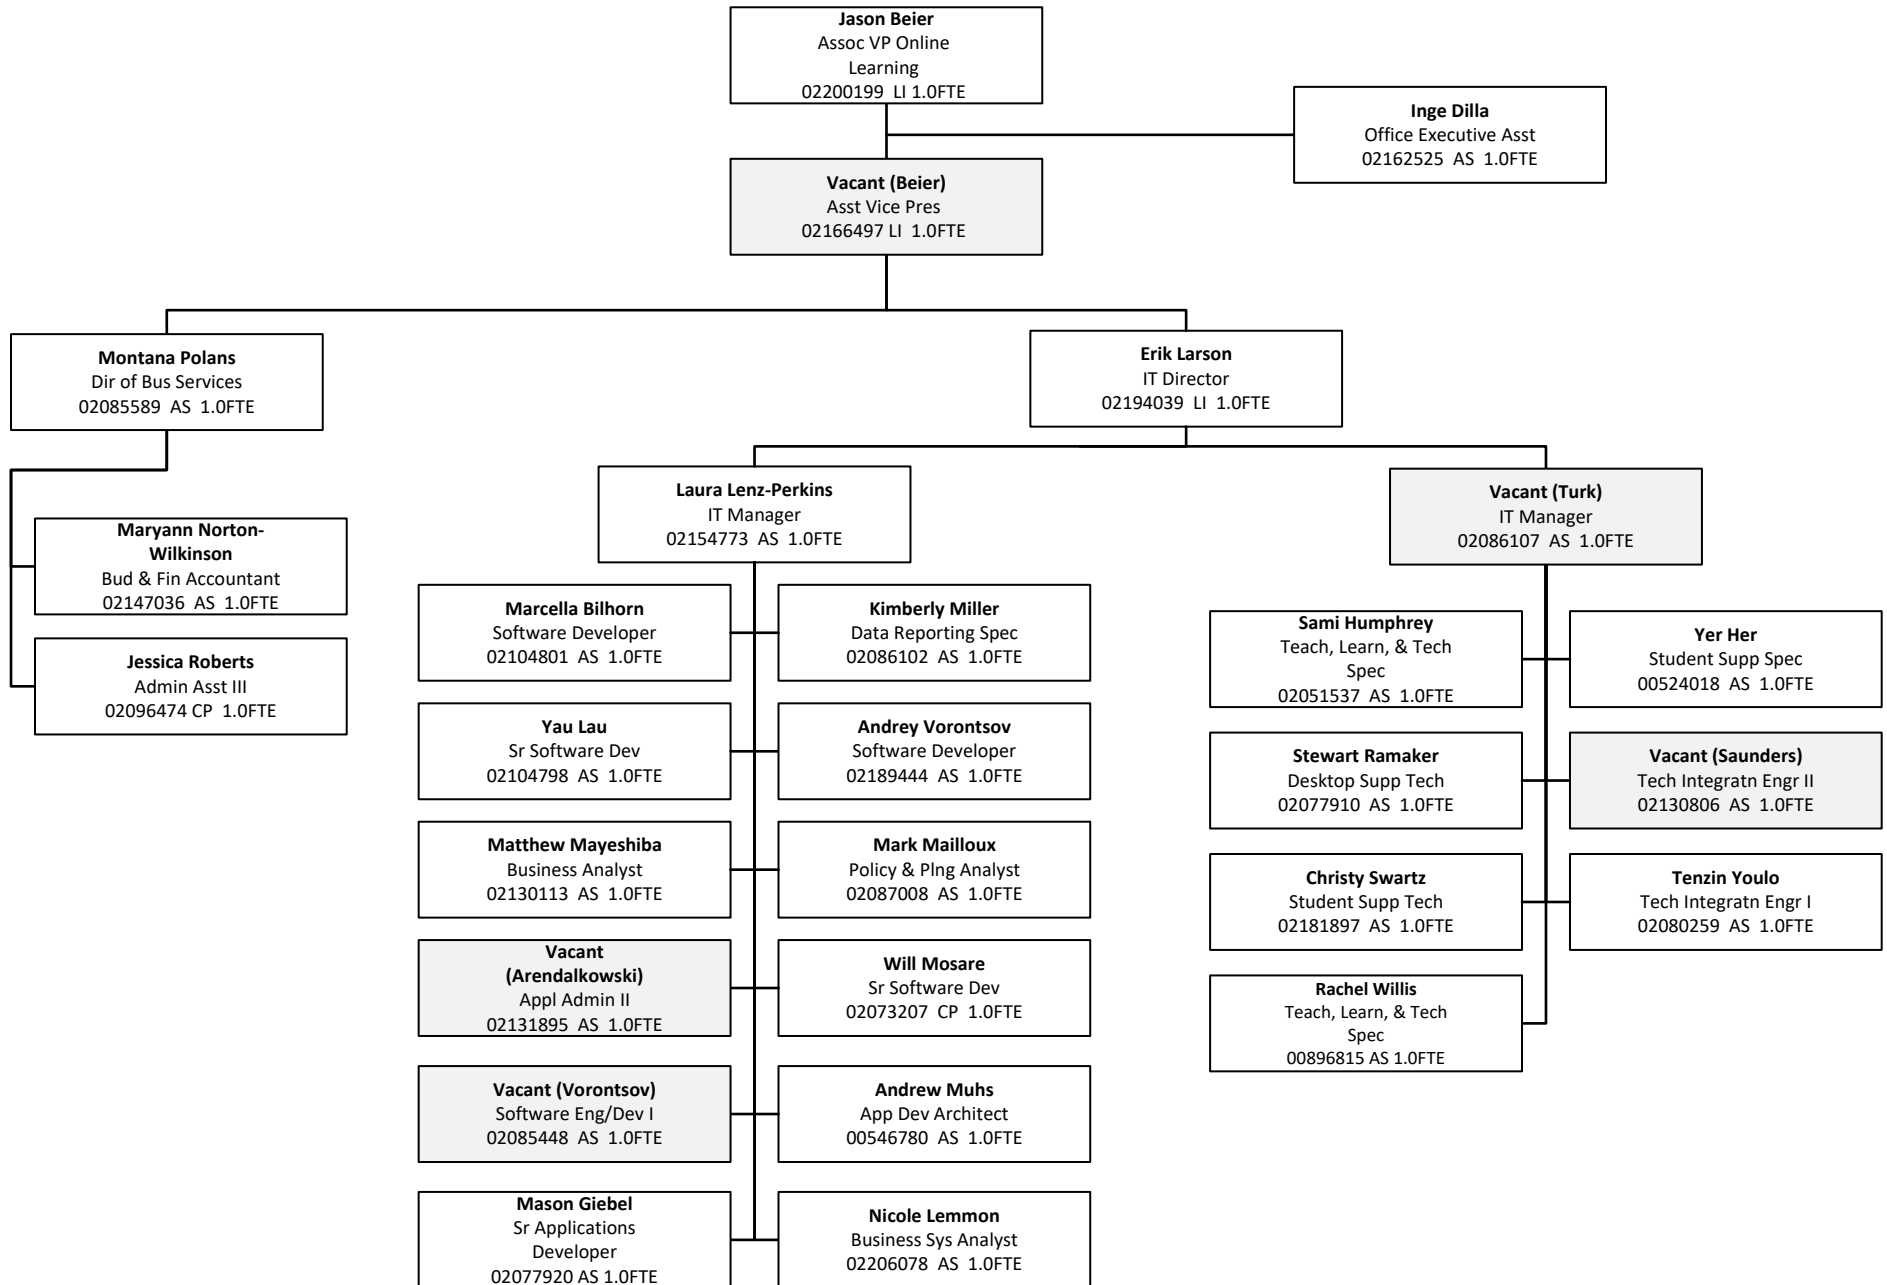 Jason Beier
Assoc VP Online
Learning
02200199 LI 1.0FTE
Inge Dilla
Office Executive Asst
02162525 AS 1.0FTE
Vacant (Beier)
Asst Vice Pres
02166497 LI 1.0FTE
Montana Polans
Dir of Bus Services
02085589 AS 1.0FTE
Erik Larson
IT Director
02194039 LI 1.0FTE
Maryann Norton-
Wilkinson
Bud & Fin Accountant
02147036 AS 1.0FTE
Jessica Roberts
Admin Asst III
02096474 CP 1.0FTE
Laura Lenz-Perkins
IT Manager
02154773 AS 1.0FTE
Vacant (Turk)
IT Manager
02086107 AS 1.0FTE
Marcella Bilhorn
Software Developer
02104801 AS 1.0FTE
Kimberly Miller
Data Reporting Spec
02086102 AS 1.0FTE
Yau Lau
Sr Software Dev
02104798 AS 1.0FTE
Andrey Vorontsov
Software Developer
02189444 AS 1.0FTE
Matthew Mayeshiba
Business Analyst
02130113 AS 1.0FTE
Mark Mailloux
Policy & Plng Analyst
02087008 AS 1.0FTE
Vacant
(Arendalkowski)
Appl Admin II
02131895 AS 1.0FTE
Will Mosare
Sr Software Dev
02073207 CP 1.0FTE
Vacant (Vorontsov)
Software Eng/Dev I
02085448 AS 1.0FTE
Andrew Muhs
App Dev Architect
00546780 AS 1.0FTE
Mason Giebel
Sr Applications
Developer
02077920 AS 1.0FTE
Nicole Lemmon
Business Sys Analyst
02206078 AS 1.0FTE
Sami Humphrey
Teach, Learn, & Tech
Spec
02051537 AS 1.0FTE
Yer Her
Student Supp Spec
00524018 AS 1.0FTE
Stewart Ramaker
Desktop Supp Tech
02077910 AS 1.0FTE
Vacant (Saunders)
Tech Integratn Engr II
02130806 AS 1.0FTE
Christy Swartz
Student Supp Tech
02181897 AS 1.0FTE
Tenzin Youlo
Tech Integratn Engr I
02080259 AS 1.0FTE
Rachel Willis
Teach, Learn, & Tech
Spec
00896815 AS 1.0FTE